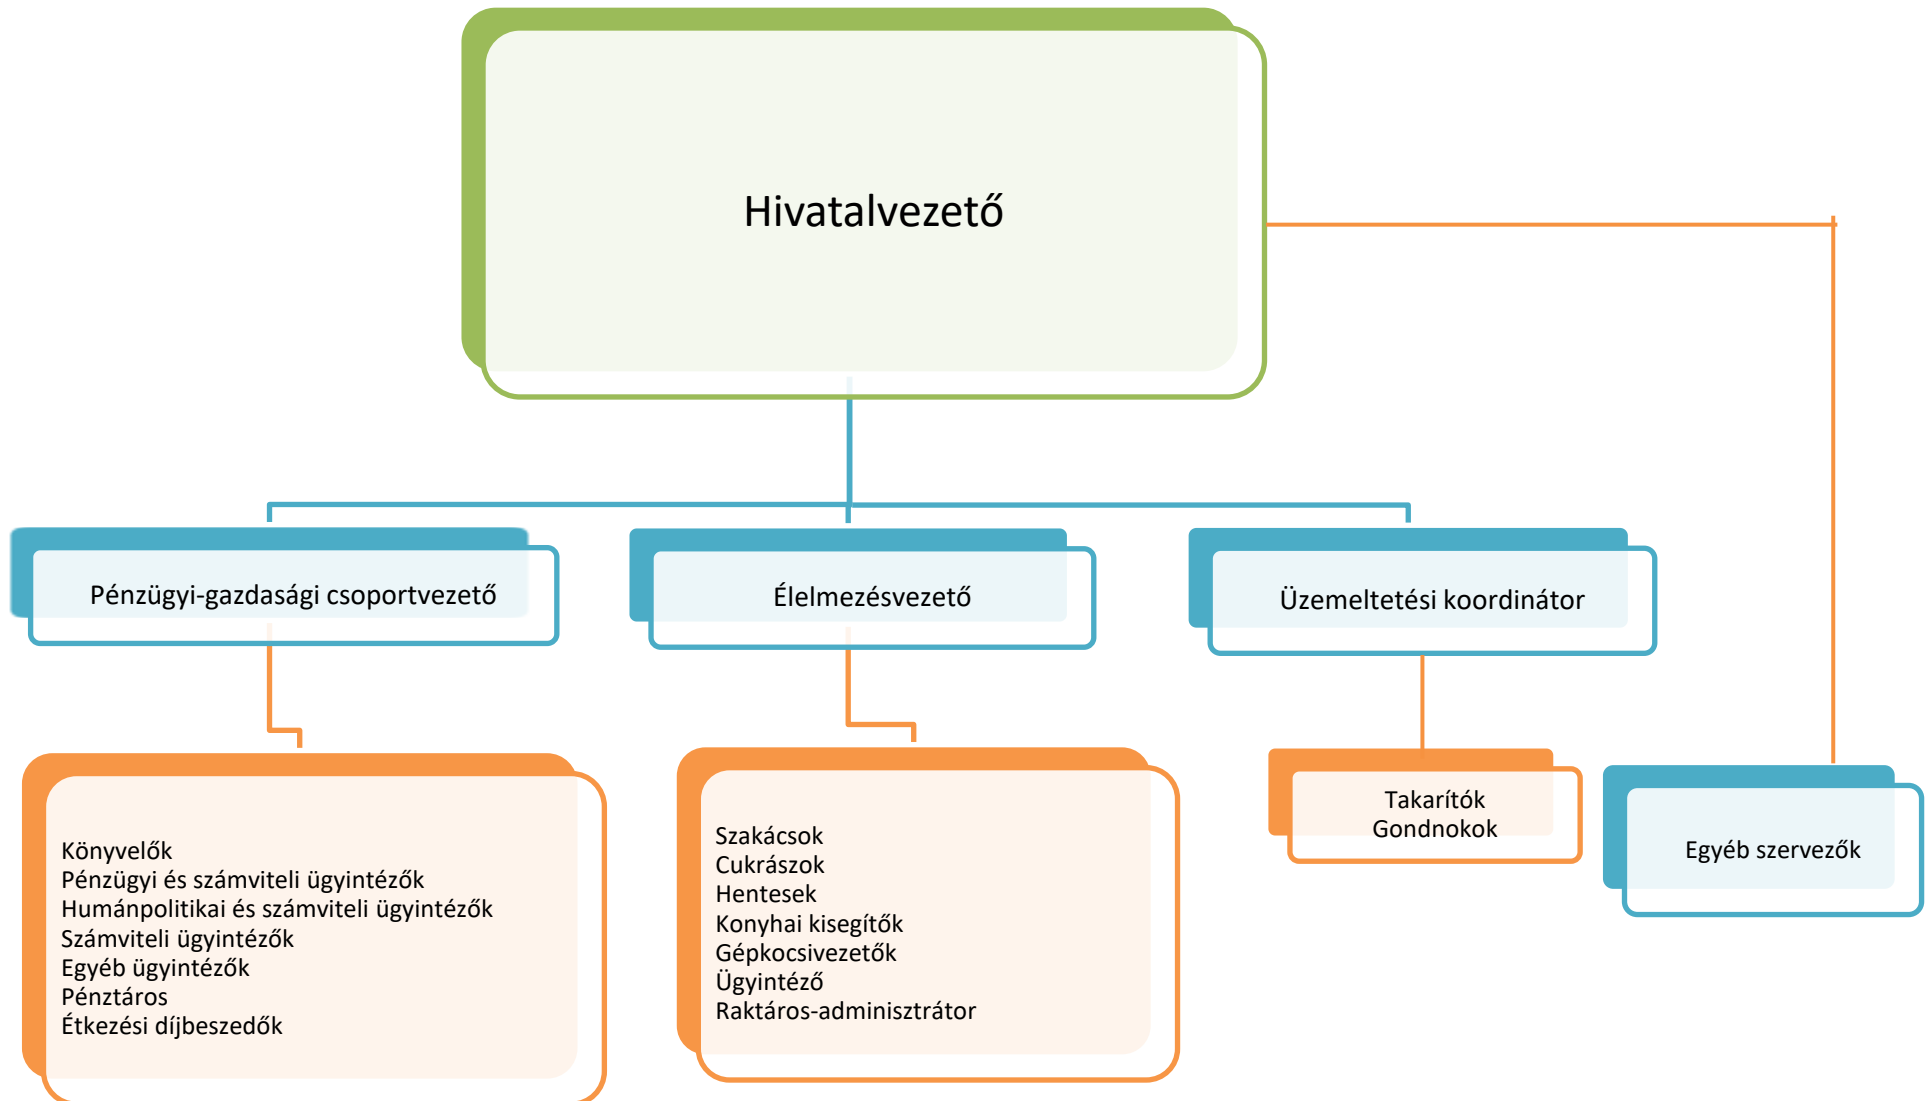 Hivatalvezető
Pénzügyi-gazdasági csoportvezető
Élelmezésvezető
Üzemeltetési koordinátor
Könyvelők
Pénzügyi és számviteli ügyintézők
Humánpolitikai és számviteli ügyintézők
Számviteli ügyintézők
Egyéb ügyintézők
Pénztáros
Étkezési díjbeszedők
Szakácsok
Cukrászok
Hentesek
Konyhai kisegítők
Gépkocsivezetők
Ügyintéző
Raktáros-adminisztrátor
Takarítók
Gondnokok
Egyéb szervezők